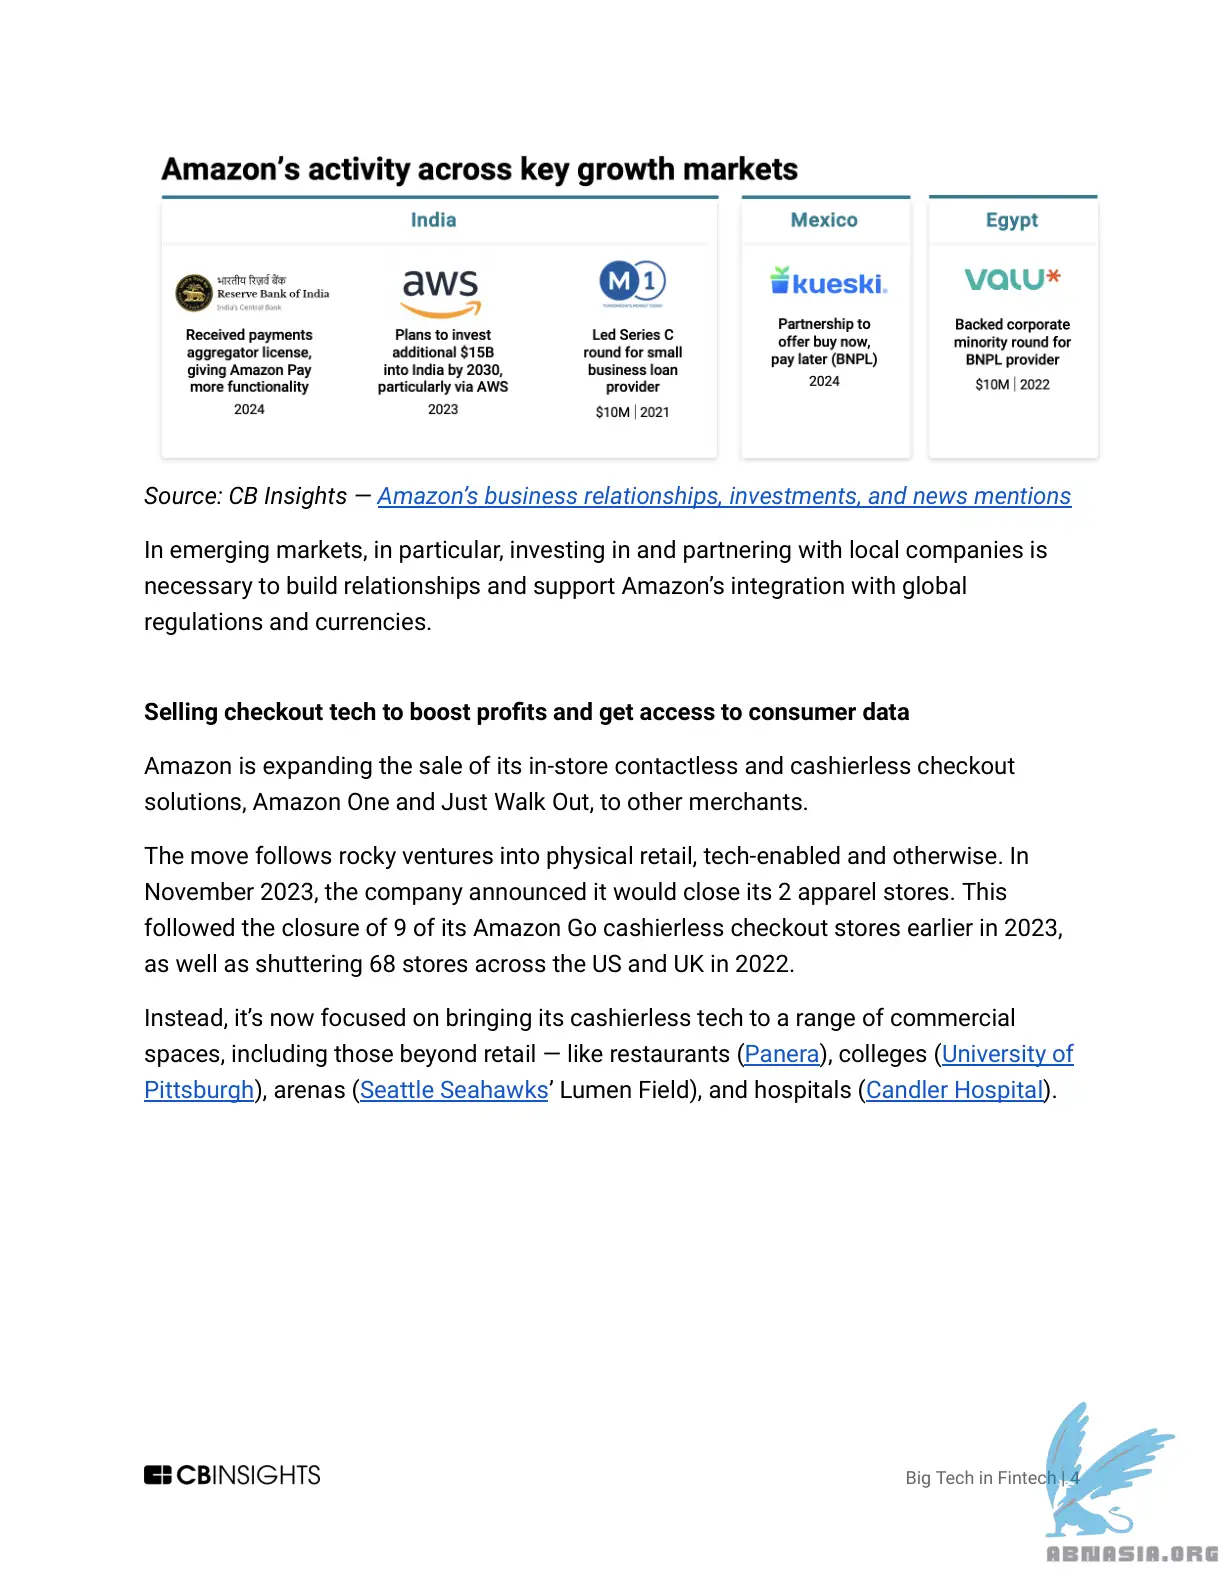 Amazon's activity across key growth markets
India
Mexico
Egypt
भारतीय रिज़र्व बैंक
Reserve Bank of India
India's Central Bank
Received payments
aggregator license,
giving Amazon Pay
more functionality
2024
aws
Plans to invest
additional $15B
into India by 2030,
particularly via AWS
2023
M1
TOMORROW'S MONEY TODAY
Led Series C
round for small
business loan
provider
$10M | 2021
kueski.
Partnership to
offer buy now,
pay later (BNPL)
2024
valu*
Backed corporate
minority round for
BNPL provider
$10M | 2022
Source: CB Insights — Amazon's business relationships, investments, and news mentions
In emerging markets, in particular, investing in and partnering with local companies is
necessary to build relationships and support Amazon's integration with global
regulations and currencies.
Selling checkout tech to boost profits and get access to consumer data
Amazon is expanding the sale of its in-store contactless and cashierless checkout
solutions, Amazon One and Just Walk Out, to other merchants.
The move follows rocky ventures into physical retail, tech-enabled and otherwise. In
November 2023, the company announced it would close its 2 apparel stores. This
followed the closure of 9 of its Amazon Go cashierless checkout stores earlier in 2023,
as well as shuttering 68 stores across the US and UK in 2022.
Instead, it's now focused on bringing its cashierless tech to a range of commercial
spaces, including those beyond retail — like restaurants (Panera), colleges (University of
Pittsburgh), arenas (Seattle Seahawks' Lumen Field), and hospitals (Candler Hospital).
CBINSIGHTS
Big Tech in Fintech | 4
ABNASIA.ORG